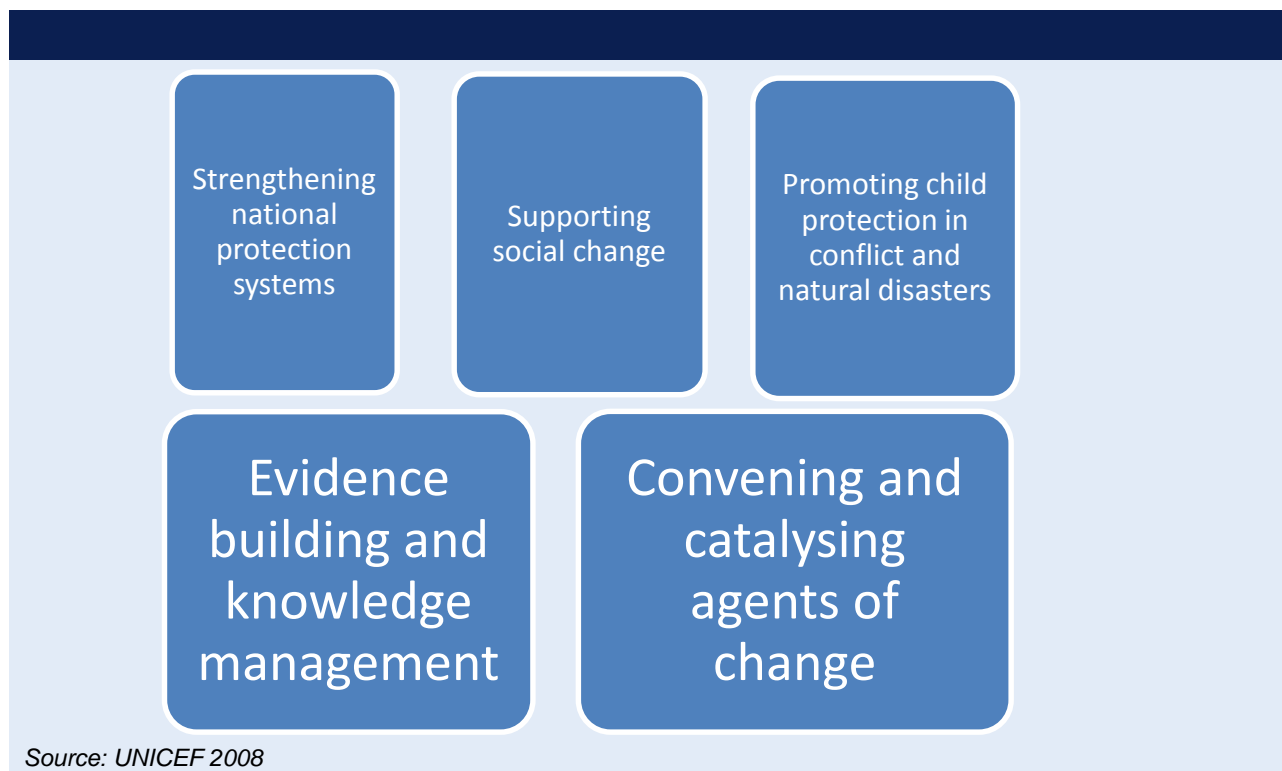 Strengthening
national
protection
systems
Supporting
social change
Promoting child
protection in
conflict and
natural disasters
Evidence
building and
knowledge
management
Convening and
catalysing
agents of
change
Source: UNICEF 2008